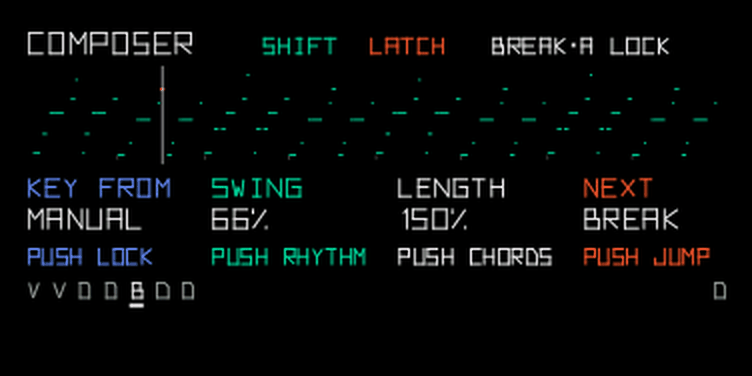 COMPOSER SHIFT LATCH BREAK·A LOCK
KEY FROM SWING LENGTH NEXT
MANUAL 66% 150% BREAK
PUSH LOCK PUSH RHYTHM PUSH CHORDS PUSH JUMP
V V D D B D D D